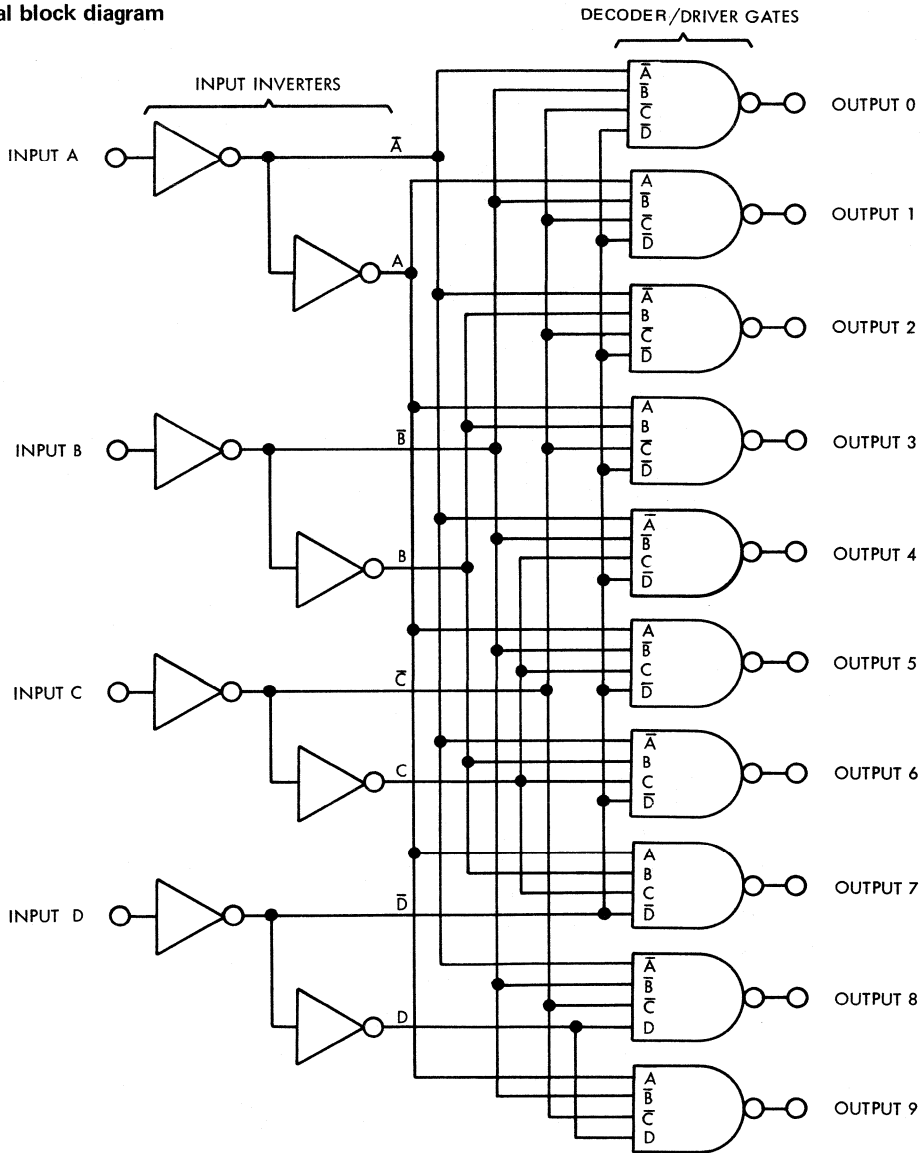 al block diagram
DECODER/DRIVER GATES
INPUT INVERTERS
INPUT A
A̅
A
INPUT B
B̅
B
INPUT C
C̅
C
INPUT D
D̅
D
A̅
B̅
C̅
D̅
OUTPUT 0
A
B̅
C̅
D̅
OUTPUT 1
A̅
B
C̅
D̅
OUTPUT 2
A
B
C̅
D̅
OUTPUT 3
A̅
B̅
C
D̅
OUTPUT 4
A
B̅
C
D̅
OUTPUT 5
A̅
B
C
D̅
OUTPUT 6
A
B
C
D̅
OUTPUT 7
A̅
B̅
C̅
D
OUTPUT 8
A
B̅
C̅
D
OUTPUT 9